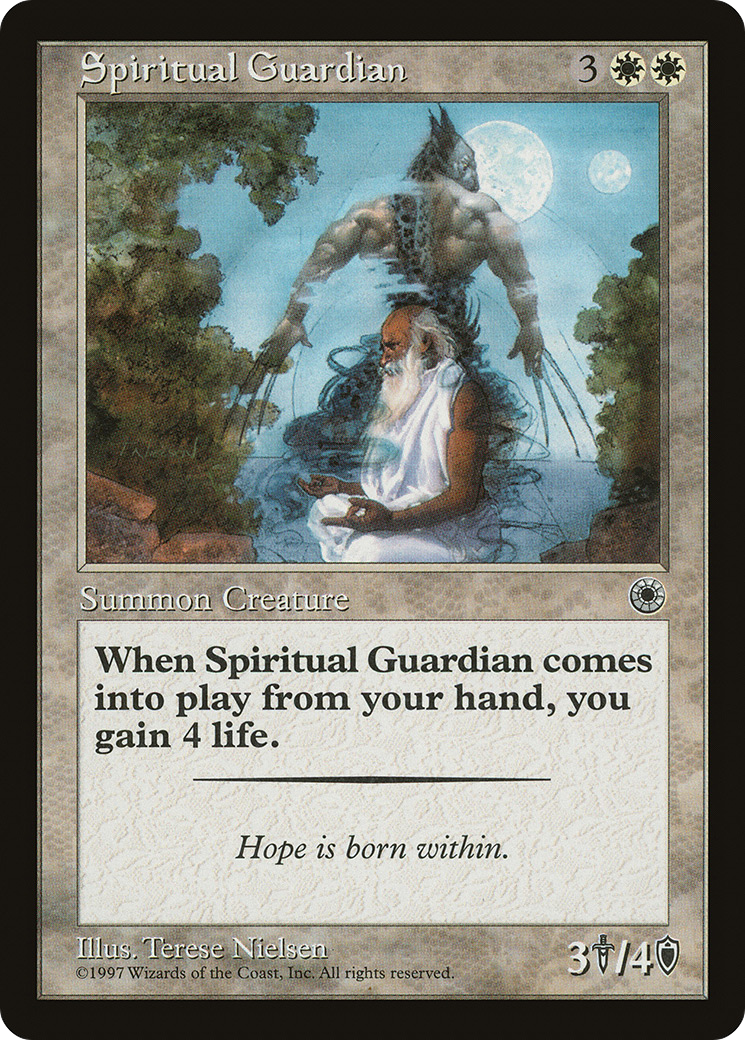 Spiritual Guardian 3
Summon Creature
When Spiritual Guardian comes
into play from your hand, you
gain 4 life.
Hope is born within.
Illus. Terese Nielsen
©1997 Wizards of the Coast, Inc. All rights reserved.
3/4